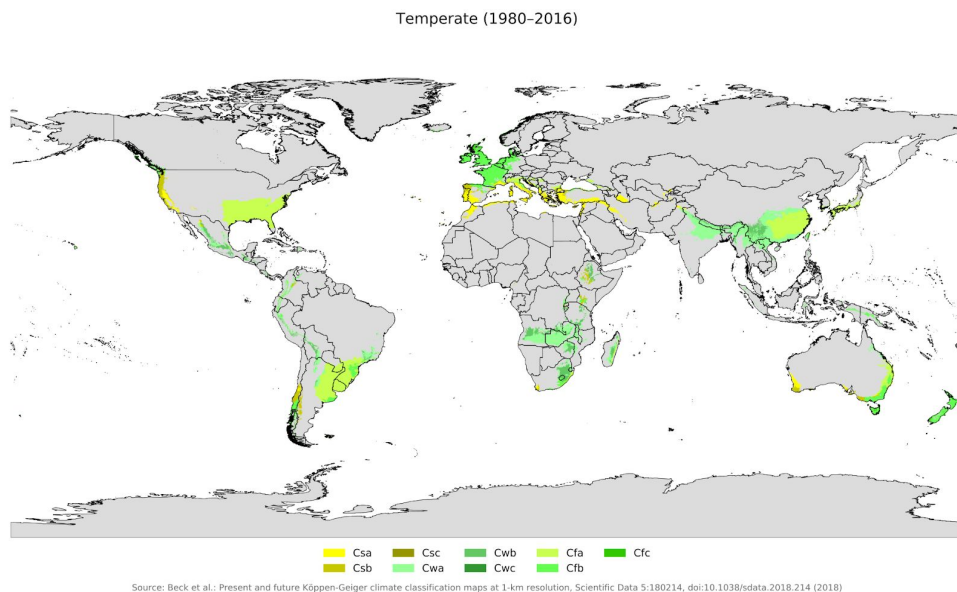 Temperate (1980–2016)
Csa Csc Cwb Cfa Cfc
Csb Cwa Cwc Cfb
Source: Beck et al.: Present and future Köppen-Geiger climate classification maps at 1-km resolution, Scientific Data 5:180214, doi:10.1038/sdata.2018.214 (2018)